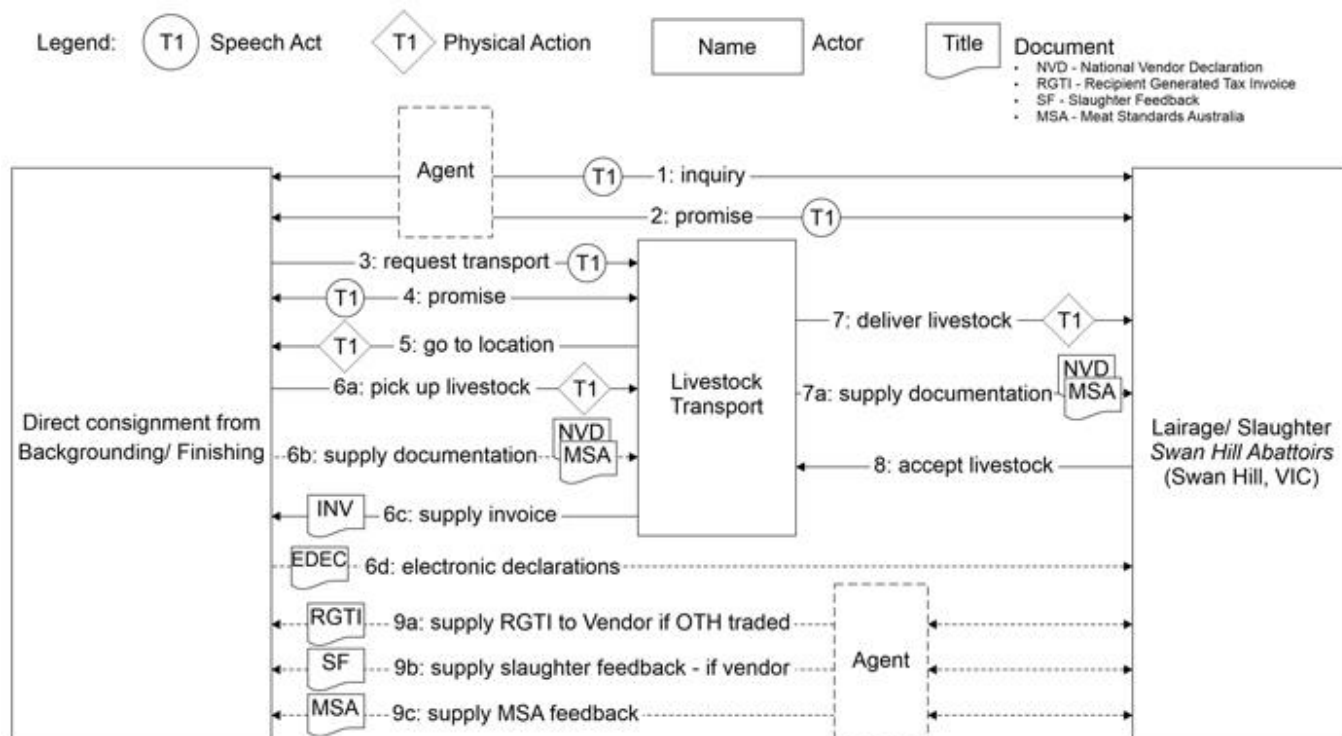 Legend:
T1
Speech Act
T1
Physical Action
Name
Actor
Title
Document
• NVD - National Vendor Declaration
• RGTI - Recipient Generated Tax Invoice
• SF - Slaughter Feedback
• MSA - Meat Standards Australia
Agent
T1
1: inquiry
2: promise
T1
3: request transport
T1
T1
4: promise
T1
5: go to location
6a: pick up livestock
T1
6b: supply documentation
NVD
MSA
INV
6c: supply invoice
Livestock
Transport
7: deliver livestock
T1
7a: supply documentation
NVD
MSA
8: accept livestock
Direct consignment from
Backgrounding/ Finishing
Lairage/ Slaughter
Swan Hill Abattoirs
(Swan Hill, VIC)
EDEC
6d: electronic declarations
RGTI
9a: supply RGTI to Vendor if OTH traded
SF
9b: supply slaughter feedback - if vendor
MSA
9c: supply MSA feedback
Agent